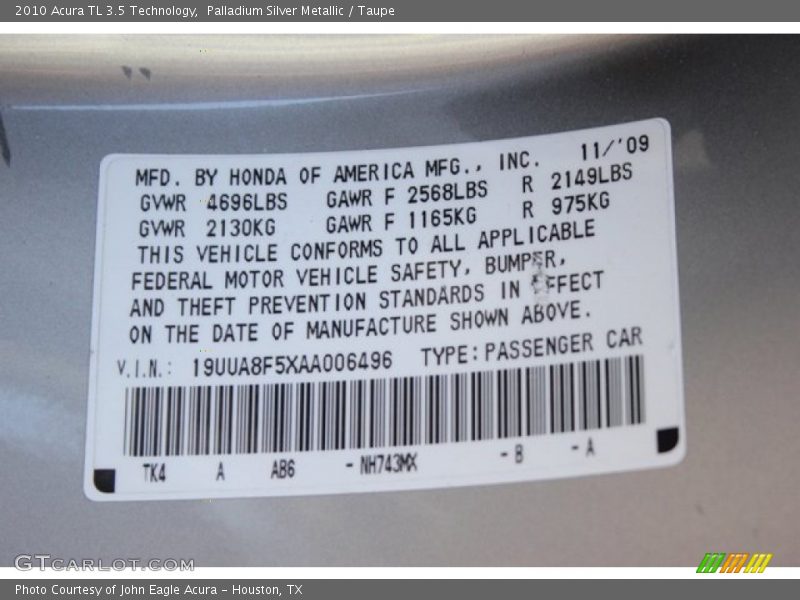 2010 Acura TL 3.5 Technology,  Palladium Silver Metallic / Taupe
MFD. BY HONDA OF AMERICA MFG., INC. 11/'09
GVWR 4696LBS GAWR F 2568LBS R 2149LBS
GVWR 2130KG GAWR F 1165KG R 975KG
THIS VEHICLE CONFORMS TO ALL APPLICABLE
FEDERAL MOTOR VEHICLE SAFETY, BUMPER,
AND THEFT PREVENTION STANDARDS IN EFFECT
ON THE DATE OF MANUFACTURE SHOWN ABOVE.
V.I.N.: 19UUA8F5XAA006496 TYPE: PASSENGER CAR
TK4 A AB6 -NH743MX -B -A
GTCARLOT.COM
Photo Courtesy of John Eagle Acura - Houston, TX